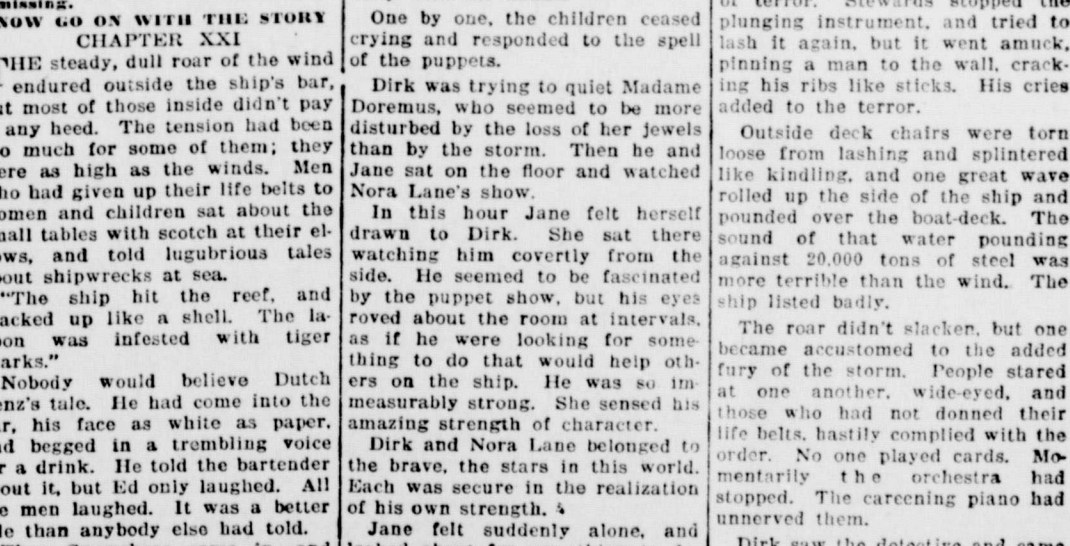 missing.
NOW GO ON WITH THE STORY
CHAPTER XXI
THE steady, dull roar of the wind
endured outside the ship's bar,
ut most of those inside didn't pay
any heed. The tension had been
o much for some of them; they
ere as high as the winds. Men
ho had given up their life belts to
omen and children sat about the
nall tables with scotch at their el-
ws, and told lugubrious tales
out shipwrecks at sea.
"The ship hit the reef, and
acked up like a shell. The la-
on was infested with tiger
arks."
Nobody would believe Dutch
enz's tale. He had come into the
r, his face as white as paper,
d begged in a trembling voice
r a drink. He told the bartender
out it, but Ed only laughed. All
e men laughed. It was a better
le than anybody else had told.
One by one, the children ceased
crying and responded to the spell
of the puppets.
Dirk was trying to quiet Madame
Doremus, who seemed to be more
disturbed by the loss of her jewels
than by the storm. Then he and
Jane sat on the floor and watched
Nora Lane's show.
In this hour Jane felt herself
drawn to Dirk. She sat there
watching him covertly from the
side. He seemed to be fascinated
by the puppet show, but his eyes
roved about the room at intervals,
as if he were looking for some-
thing to do that would help oth-
ers on the ship. He was so im-
measurably strong. She sensed his
amazing strength of character.
Dirk and Nora Lane belonged to
the brave, the stars in this world.
Each was secure in the realization
of his own strength.
Jane felt suddenly alone, and
of terror. Stewards stopped the
plunging instrument, and tried to
lash it again, but it went amuck,
pinning a man to the wall, crack-
ing his ribs like sticks. His cries
added to the terror.
Outside deck chairs were torn
loose from lashing and splintered
like kindling, and one great wave
rolled up the side of the ship and
pounded over the boat-deck. The
sound of that water pounding
against 20,000 tons of steel was
more terrible than the wind. The
ship listed badly.
The roar didn't slacken, but one
became accustomed to the added
fury of the storm. People stared
at one another, wide-eyed, and
those who had not donned their
life belts, hastily complied with the
order. No one played cards. Mo-
mentarily the orchestra had
stopped. The careening piano had
unnerved them.
Dirk saw the detective and came